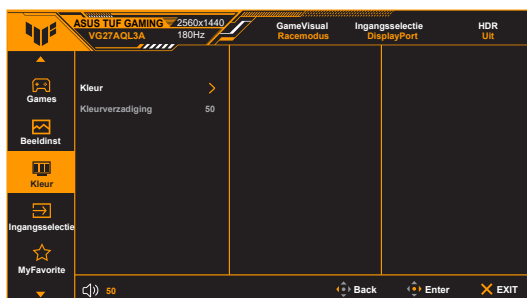 ASUS TUF GAMING 2560x1440
VG27AQL3A 180Hz
GameVisual
Racemodus
Ingangsselectie
DisplayPort
HDR
Uit
Games
Beeldinst
Kleur
Ingangsselectie
MyFavorite
Kleur
Kleurverzadiging 50
50
Back
Enter
EXIT